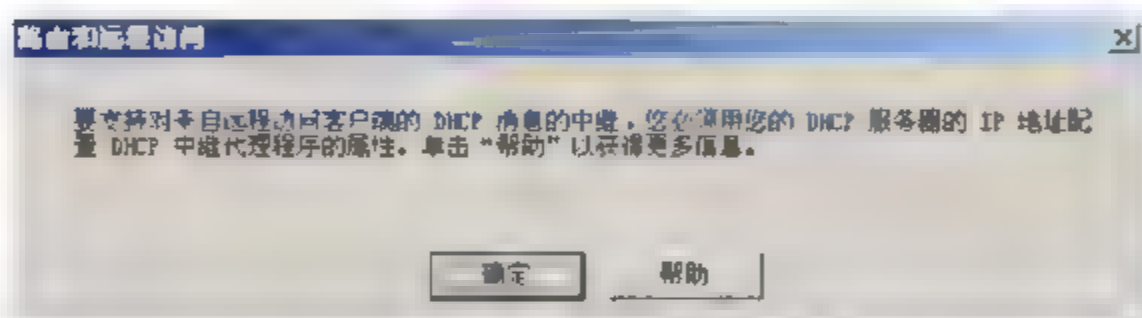 路由和远程访问
要支持对来自远程访问客户端的 DHCP 消息的中继，您必须用您的 DHCP 服务器的 IP 地址配
置 DHCP 中继代理程序的属性。单击“帮助”以获得更多信息。
确定
帮助